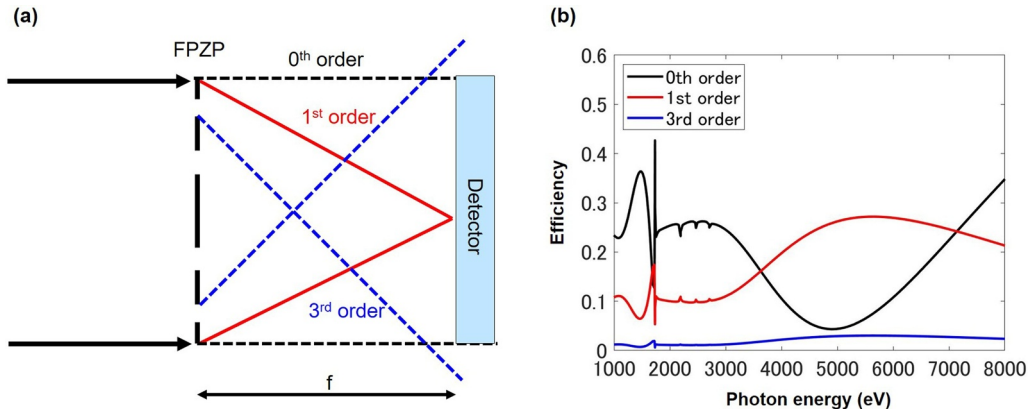 (a)
FPZP
0th order
1st order
3rd order
Detector
f
(b)
Efficiency
0.6
0.5
0.4
0.3
0.2
0.1
0
0th order
1st order
3rd order
1000 2000 3000 4000 5000 6000 7000 8000
Photon energy (eV)